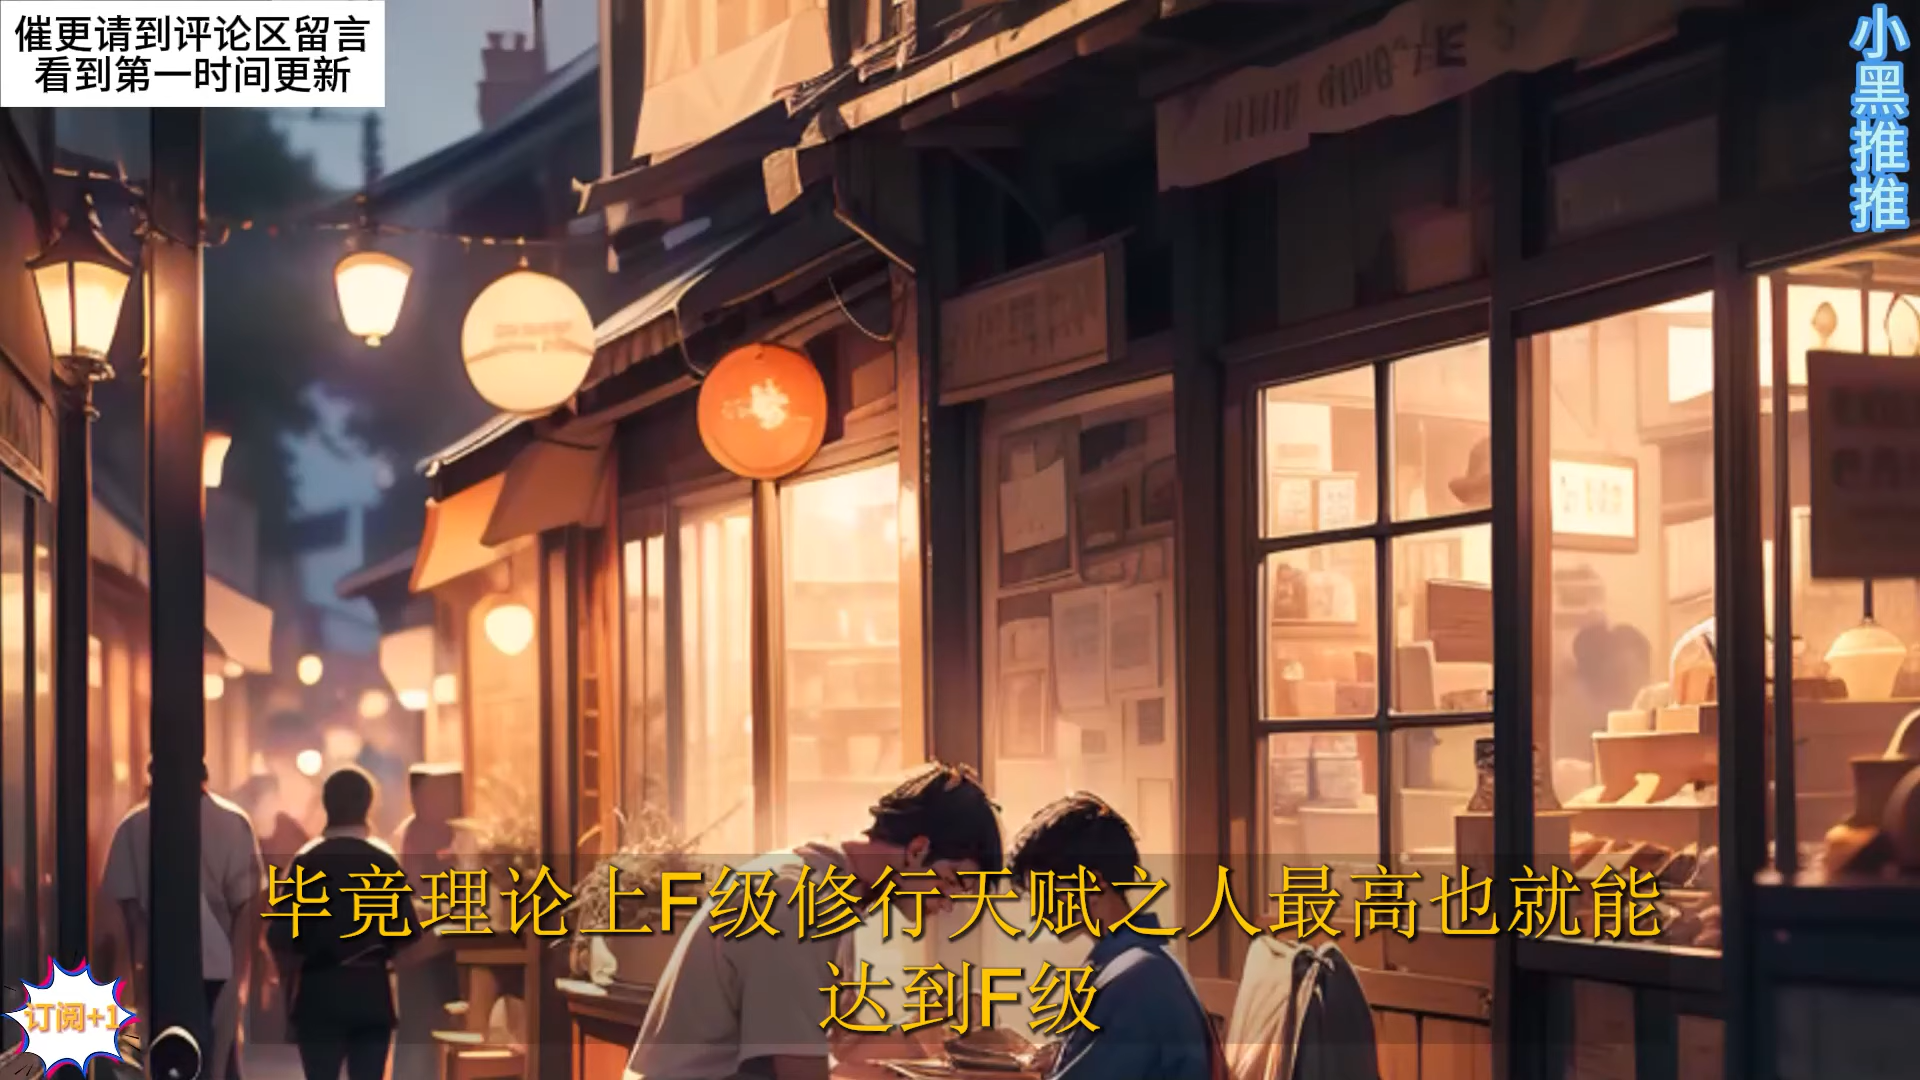 催更请到评论区留言
看到第一时间更新
小黑推推
毕竟理论上F级修行天赋之人最高也就能
达到F级
订阅+1